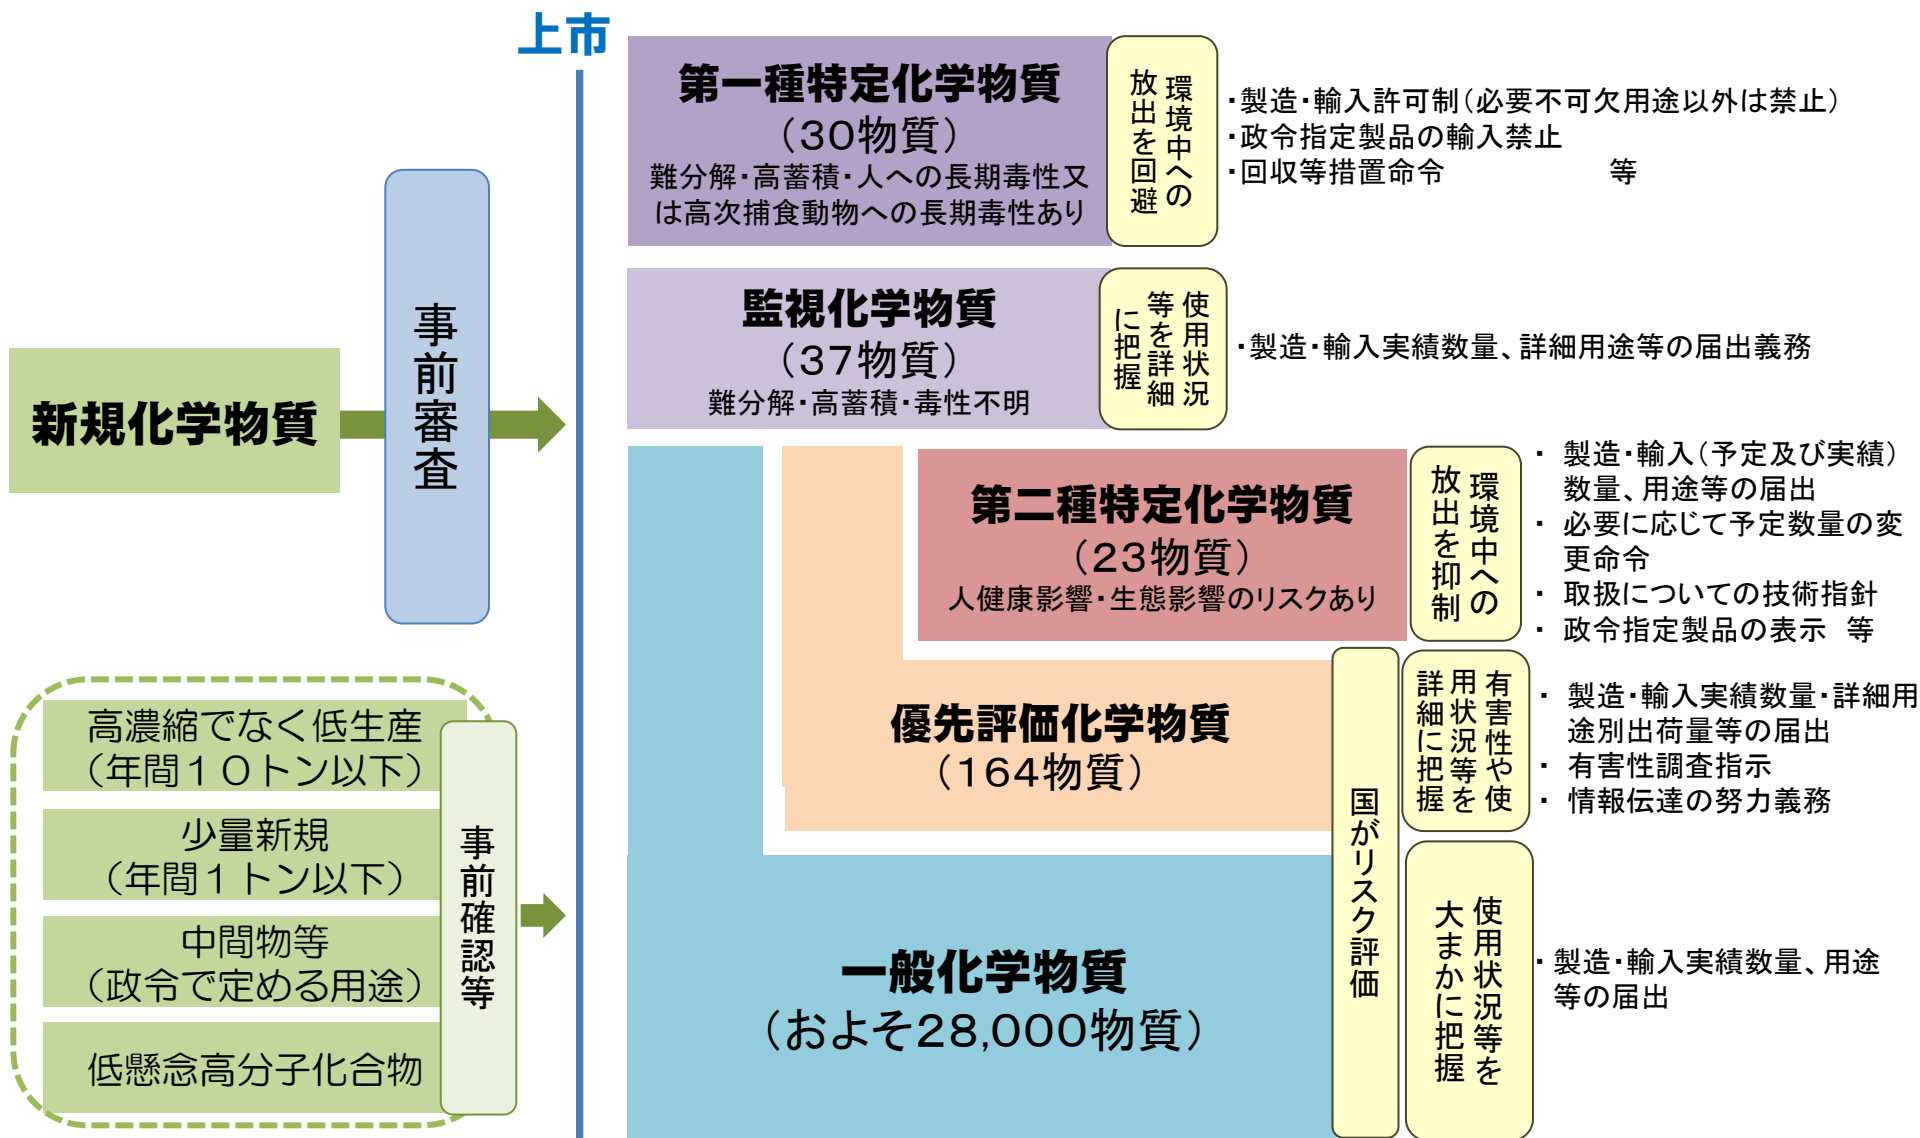 上市
新規化学物質
事前審査
高濃縮でなく低生産
（年間１０トン以下）
少量新規
（年間１トン以下）
中間物等
（政令で定める用途）
低懸念高分子化合物
事前確認等
第一種特定化学物質
（30物質）
難分解・高蓄積・人への長期毒性又
は高次捕食動物への長期毒性あり
環境中への
放出を回避
・製造・輸入許可制（必要不可欠用途以外は禁止）
・政令指定製品の輸入禁止
・回収等措置命令　　　　　　等
監視化学物質
（37物質）
難分解・高蓄積・毒性不明
使用状況
等を詳細
に把握
・製造・輸入実績数量、詳細用途等の届出義務
第二種特定化学物質
（23物質）
人健康影響・生態影響のリスクあり
環境中への
放出を抑制
・ 製造・輸入（予定及び実績）
数量、用途等の届出
・ 必要に応じて予定数量の変
更命令
・ 取扱についての技術指針
・ 政令指定製品の表示　等
優先評価化学物質
（164物質）
国がリスク評価
有害性や使
用状況等を
詳細に把握
・ 製造・輸入実績数量・詳細用
途別出荷量等の届出
・ 有害性調査指示
・ 情報伝達の努力義務
一般化学物質
（およそ28,000物質）
使用状況等を
大まかに把握
・製造・輸入実績数量、用途
等の届出